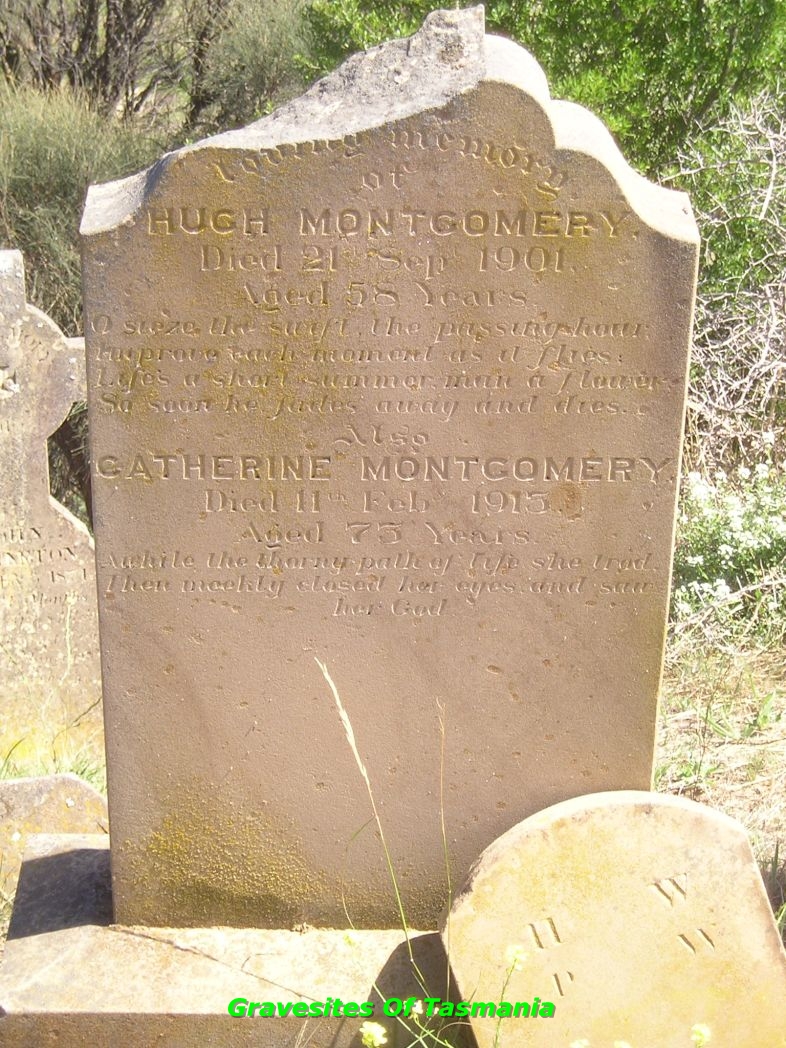 Loving memory
of
HUGH MONTGOMERY.
Died 21st Sep 1901.
Aged 58 Years.
O sieze the swift, the passing hour
Improve each moment as it flies:
Life's a short summer, man a flower
So soon he fades away and dies.
Also
CATHERINE MONTGOMERY.
Died 11th Feby 1913.
Aged 73 Years.
Awhile the thorny path of life she trod,
Then meekly closed her eyes, and saw
her God
H W
P W
Gravesites Of Tasmania